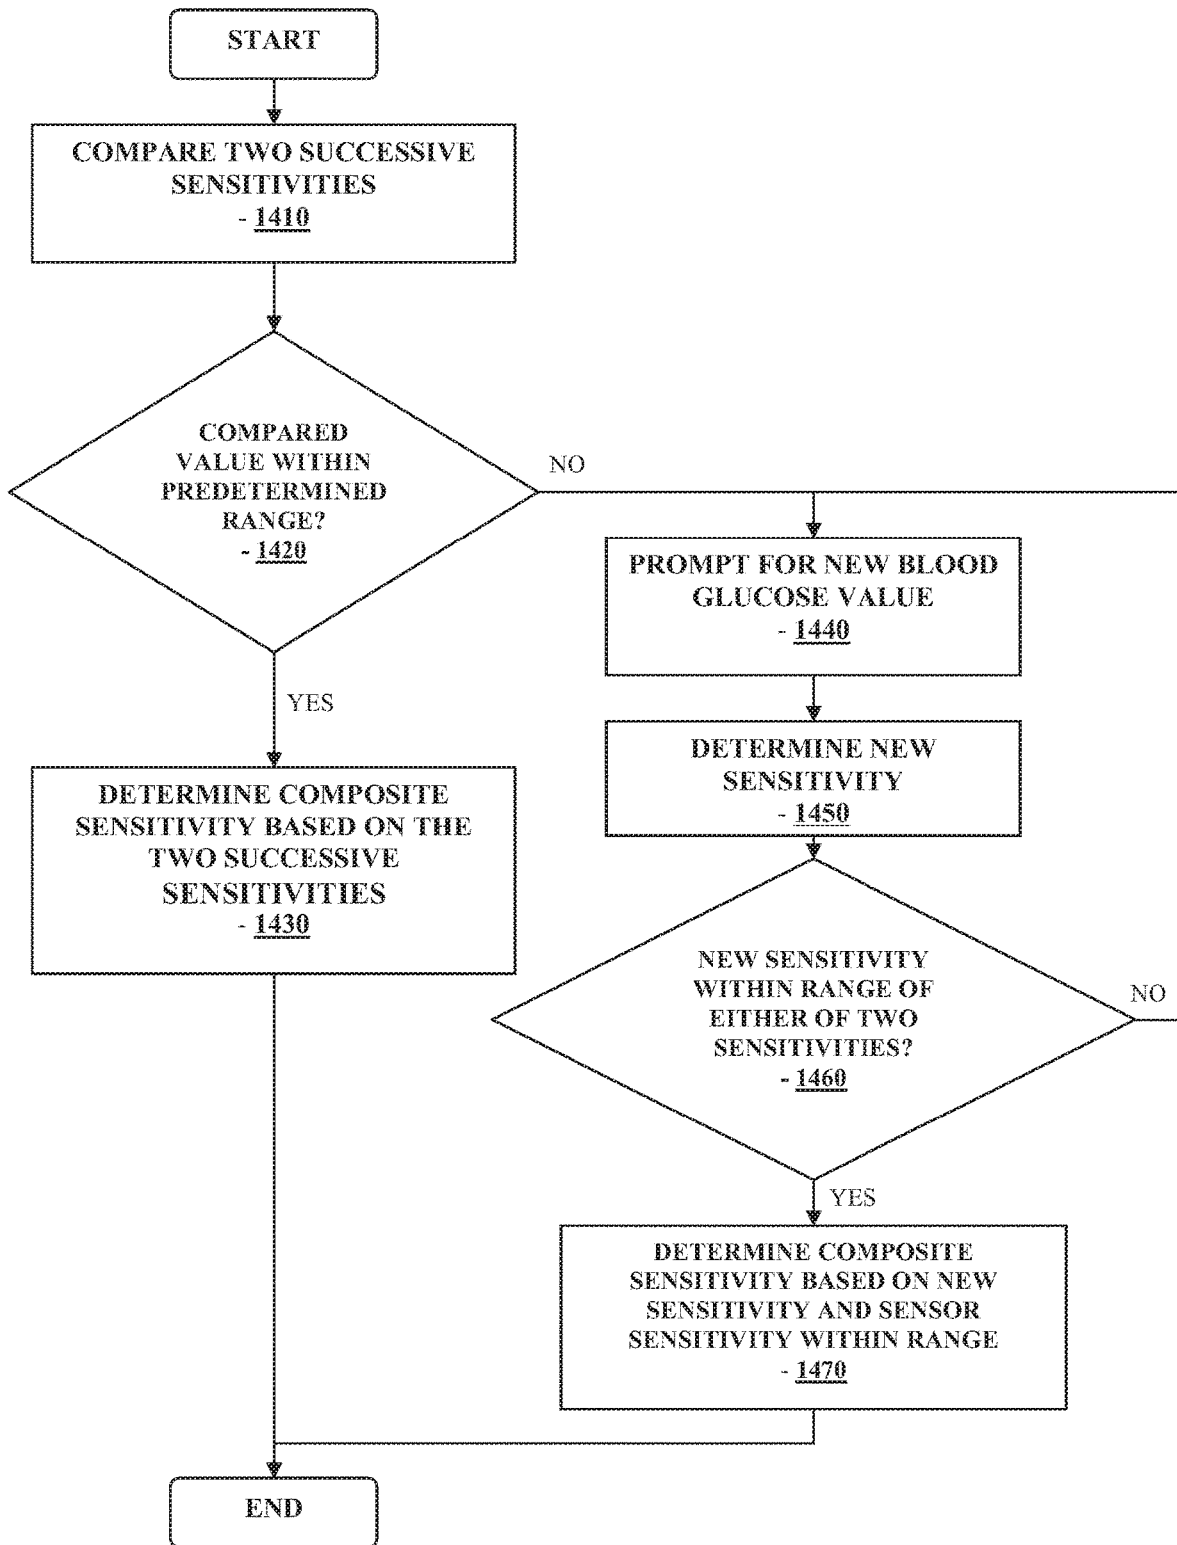 START
COMPARE TWO SUCCESSIVE
SENSITIVITIES
- 1410
COMPARED
VALUE WITHIN
PREDETERMINED
RANGE?
- 1420
NO
YES
DETERMINE COMPOSITE
SENSITIVITY BASED ON THE
TWO SUCCESSIVE
SENSITIVITIES
- 1430
PROMPT FOR NEW BLOOD
GLUCOSE VALUE
- 1440
DETERMINE NEW
SENSITIVITY
- 1450
NEW SENSITIVITY
WITHIN RANGE OF
EITHER OF TWO
SENSITIVITIES?
- 1460
NO
YES
DETERMINE COMPOSITE
SENSITIVITY BASED ON NEW
SENSITIVITY AND SENSOR
SENSITIVITY WITHIN RANGE
- 1470
END